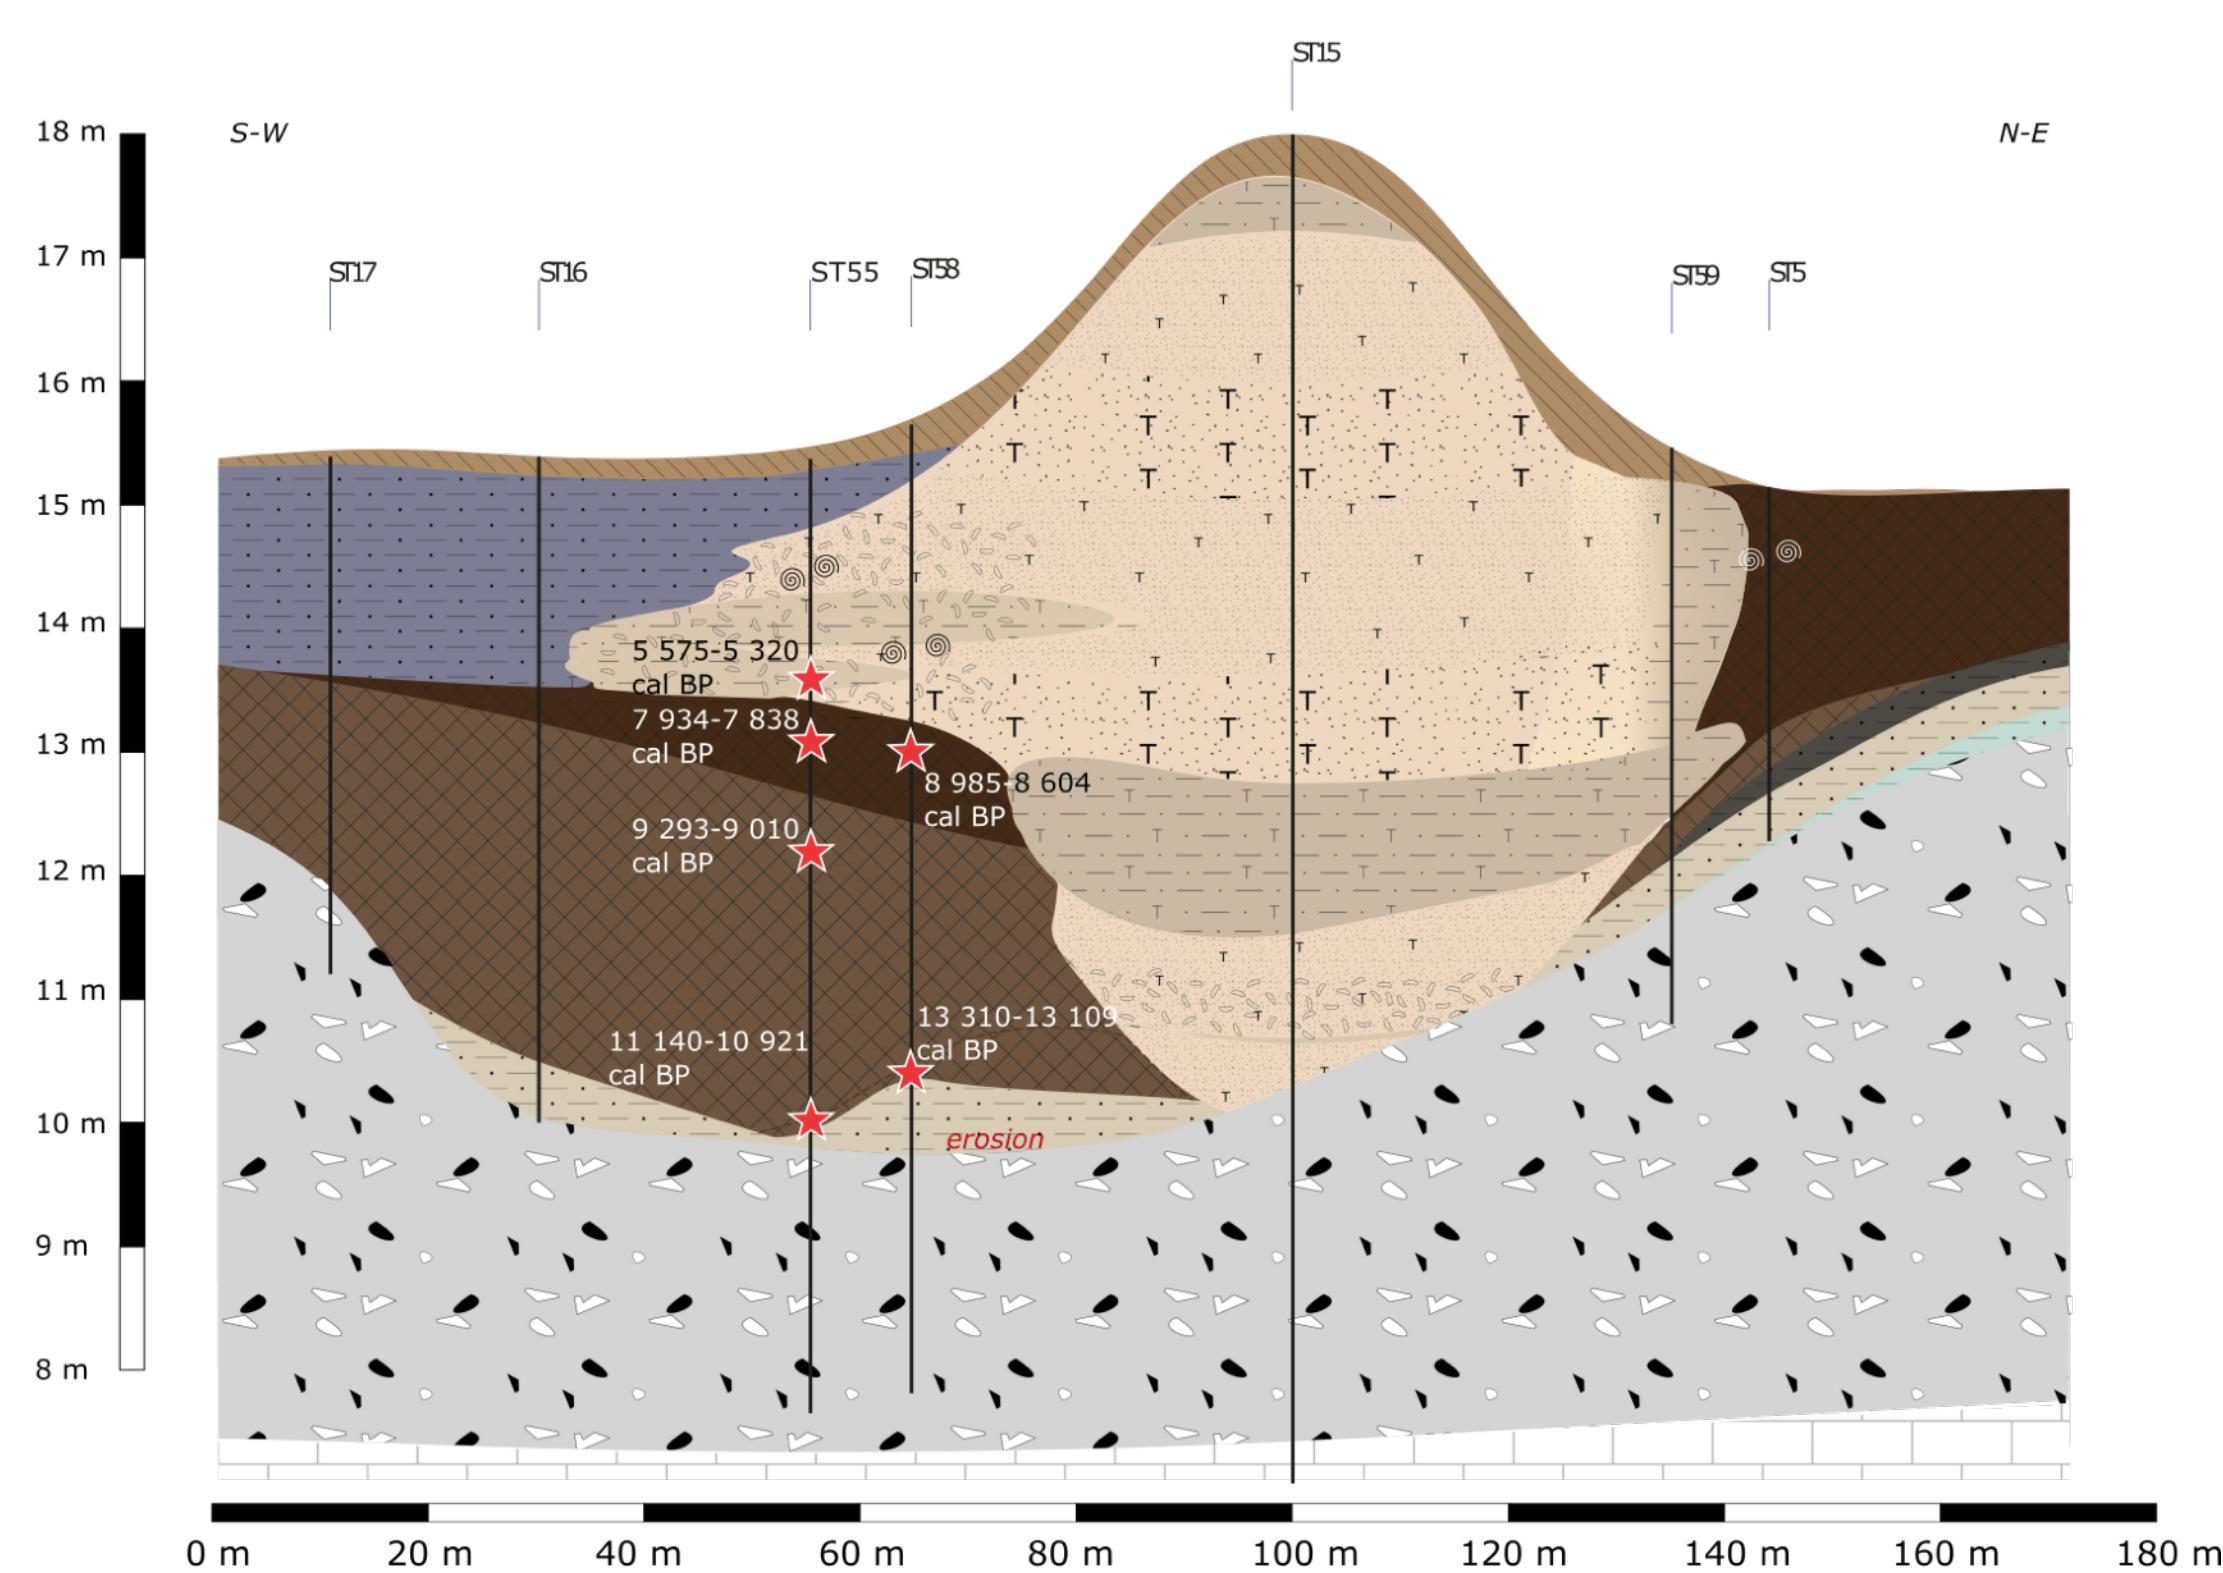 ST15
18 m
S-W
N-E
17 m
ST17
ST16
ST55
ST58
ST59
ST5
16 m
15 m
14 m
5 575-5 320
cal BP
7 934-7 838
cal BP
13 m
8 985-8 604
cal BP
9 293-9 010
cal BP
12 m
11 m
13 310-13 109
cal BP
11 140-10 921
cal BP
10 m
erosion
9 m
8 m
0 m
20 m
40 m
60 m
80 m
100 m
120 m
140 m
160 m
180 m